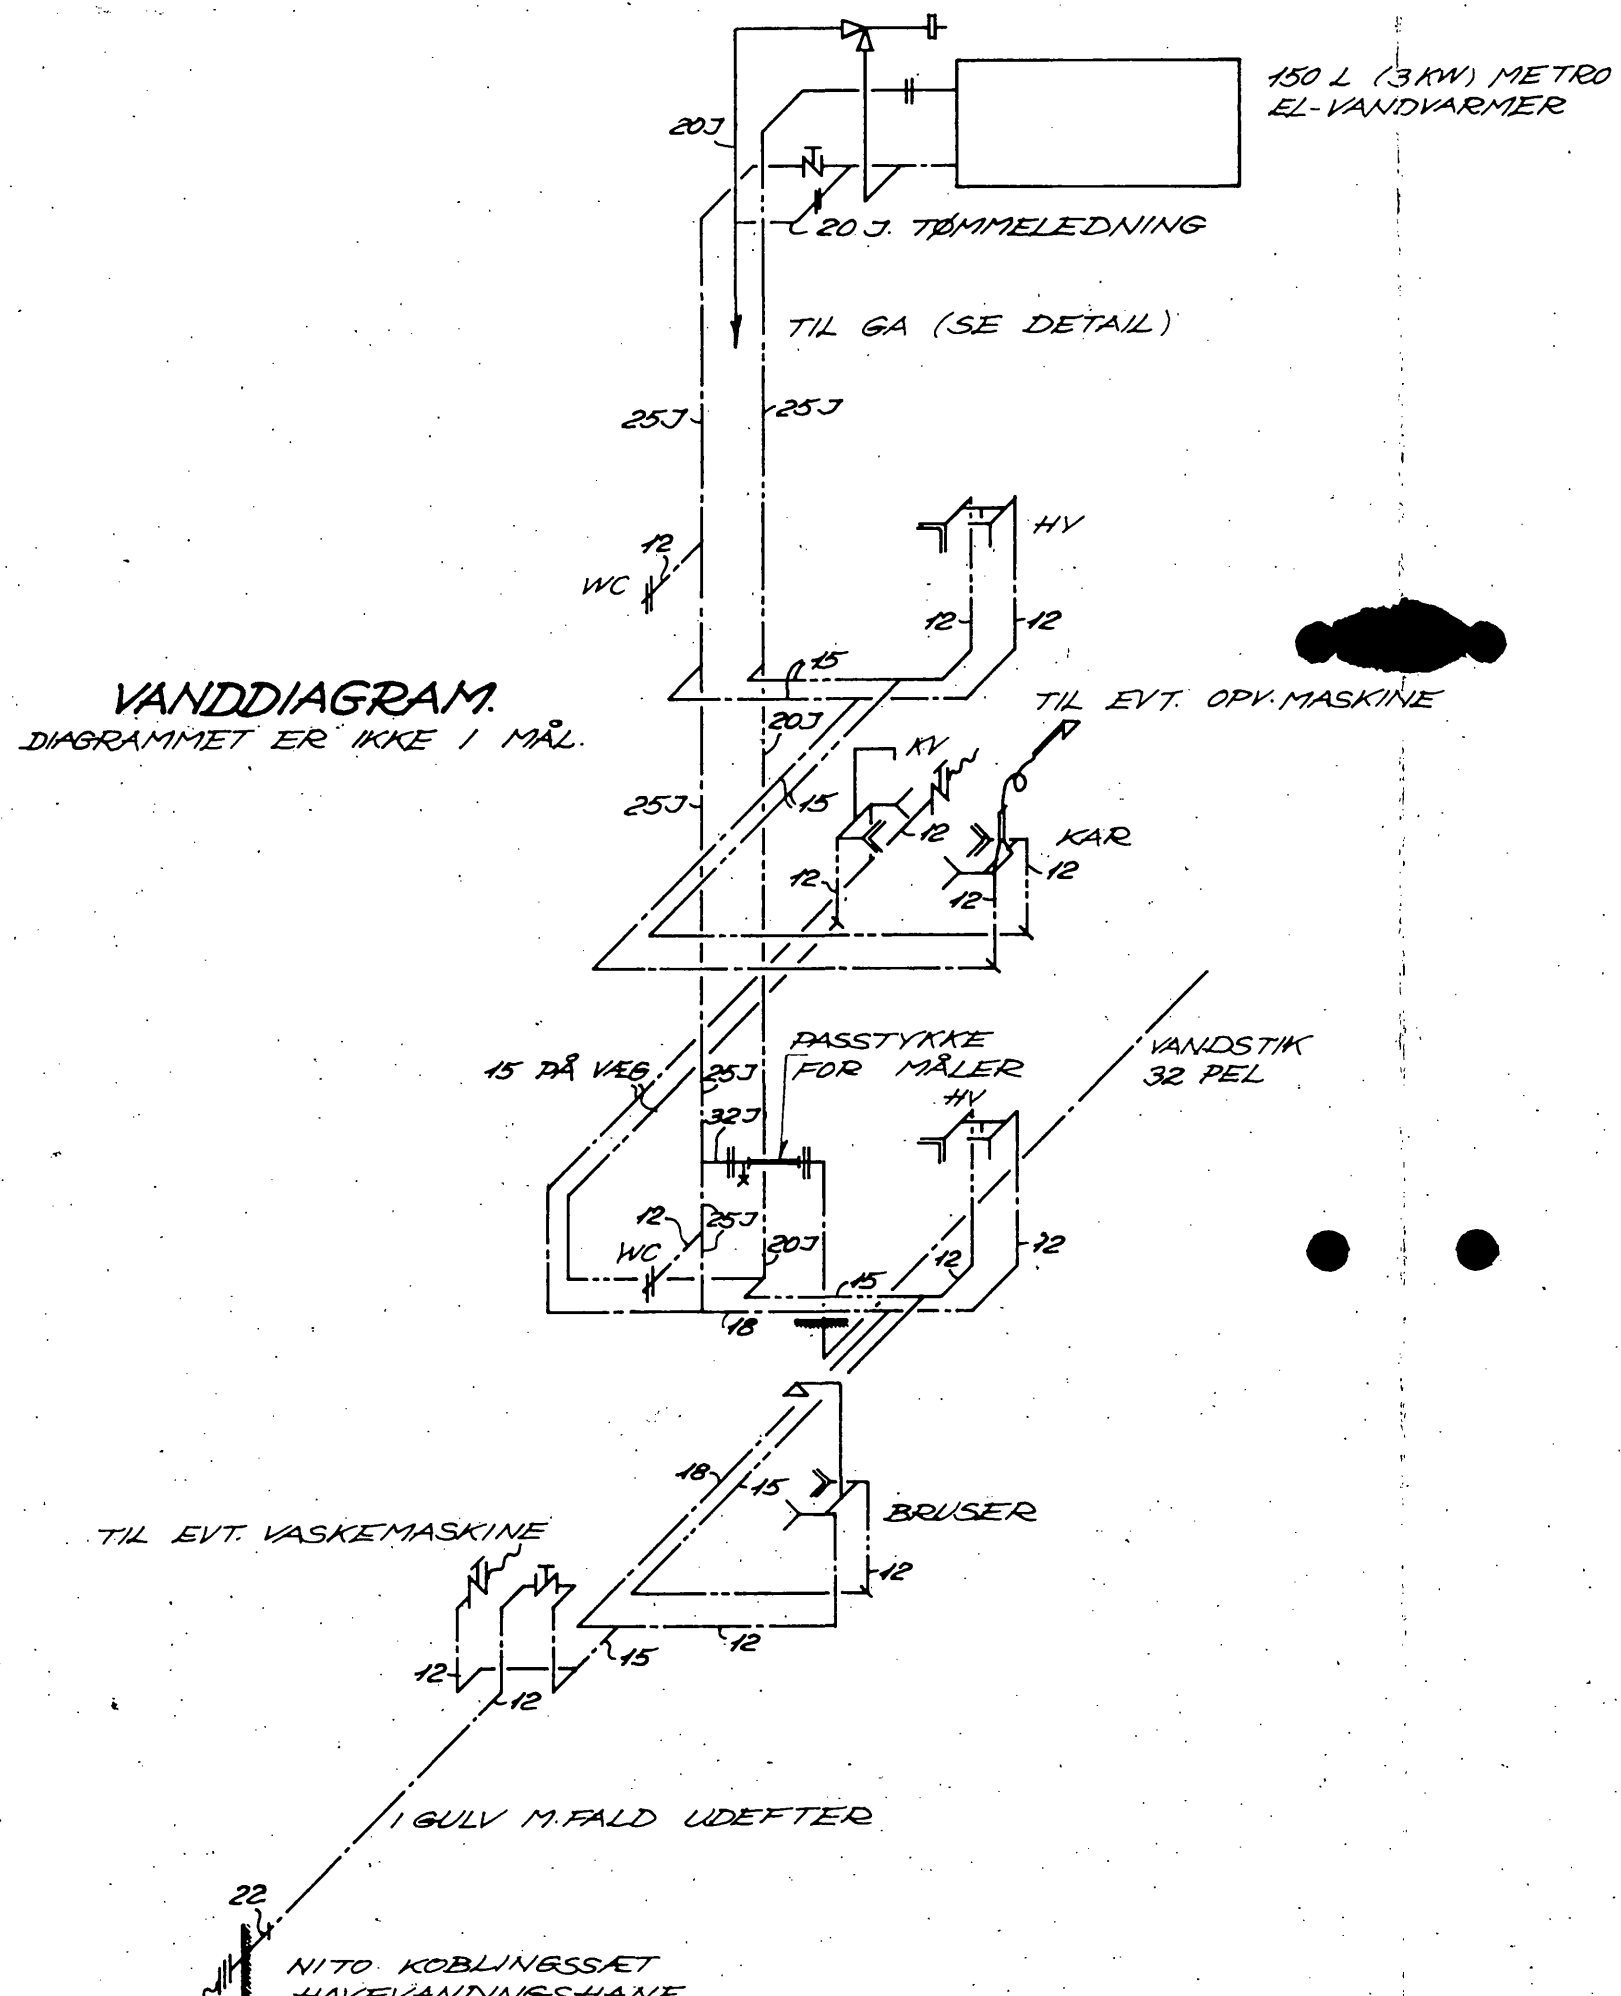 150 L (3KW) METRO
EL-VANDVARMER
20J
20 J. TØMMELEDNING
TIL GA (SE DETAIL)
25J
25J
HV
12
WC
12
12
15
VANDDIAGRAM.
DIAGRAMMET ER IKKE I MÅL.
TIL EVT. OPV. MASKINE
20J
KV
25J
15
12
KAR
12
12
12
PASSTYKKE
FOR MÅLER
VANDSTIK
32 PEL
15 PÅ VÆG
25J
HV
32J
12
25J
WC
20J
12
12
15
18
18
15
BRUSER
TIL EVT. VASKEMASKINE
12
12
15
12
12
I GULV M. FALD UDEFTER
22
NITO KOBLINGSSÆT
HAVEVANDINGSHANE